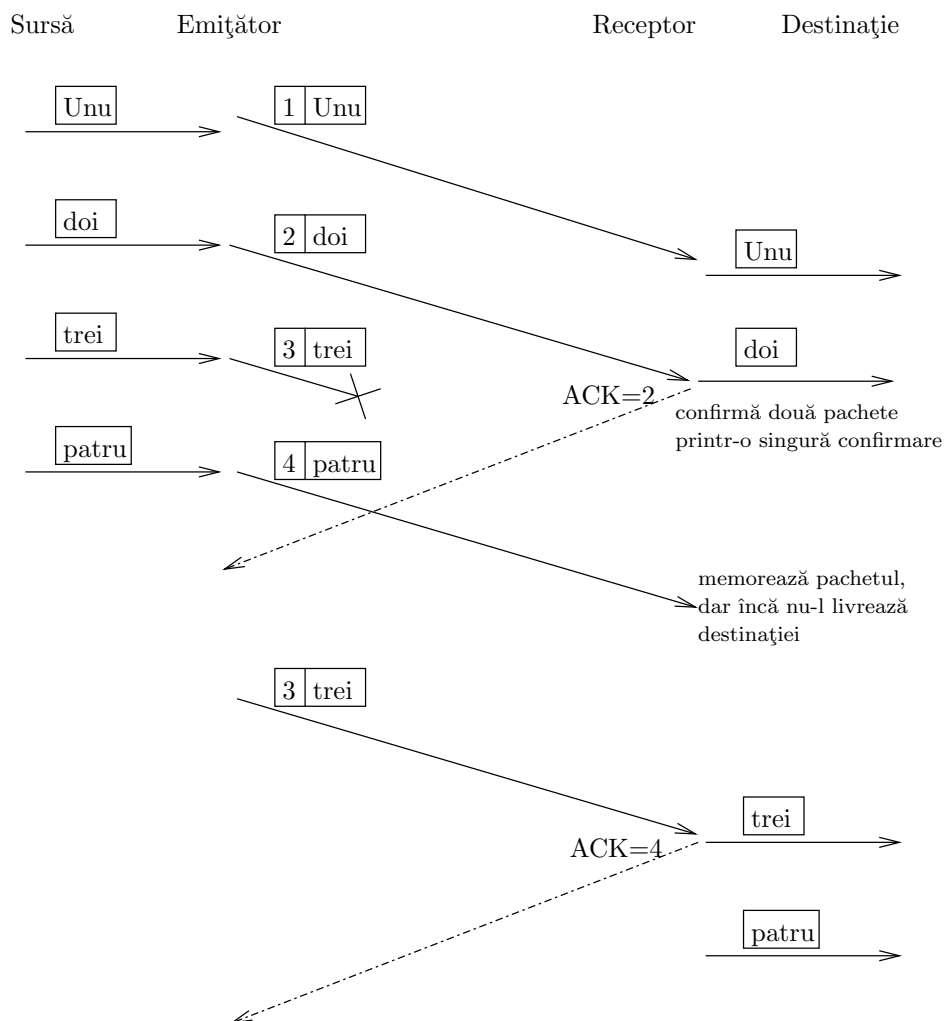 Sursă Emiţător Receptor Destinaţie
Unu 1 Unu
doi 2 doi
Unu
trei 3 trei
doi
ACK=2
confirmă două pachete
printr-o singură confirmare
patru 4 patru
memorează pachetul,
dar încă nu-l livrează
destinaţiei
3 trei
trei
ACK=4
patru